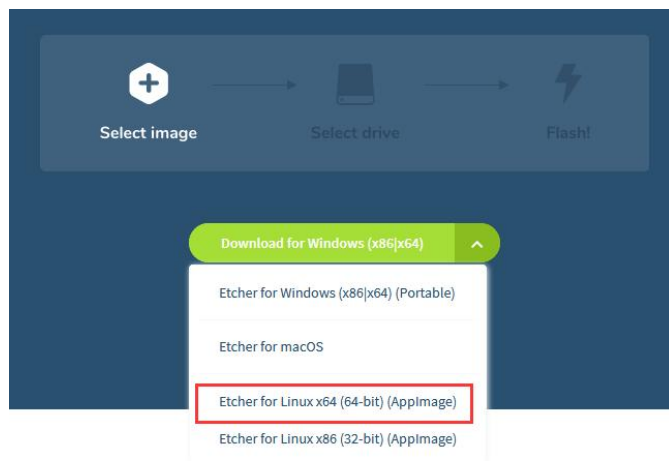 Select image
Select drive
Flash!
Download for Windows (x86|x64)
Etcher for Windows (x86|x64) (Portable)
Etcher for macOS
Etcher for Linux x64 (64-bit) (AppImage)
Etcher for Linux x86 (32-bit) (AppImage)